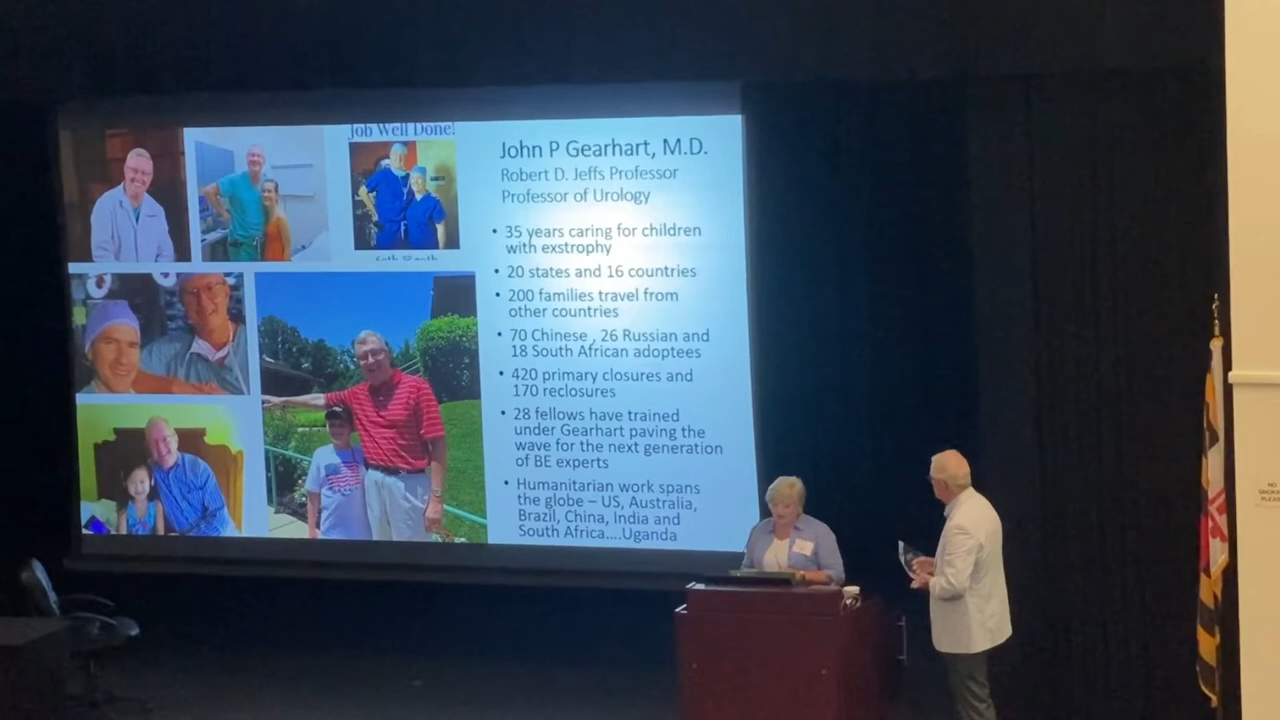 Job Well Done!
John P Gearhart, M.D.
Robert D. Jeffs Professor
Professor of Urology
• 35 years caring for children
with exstrophy
• 20 states and 16 countries
• 200 families travel from
other countries
• 70 Chinese , 26 Russian and
18 South African adoptees
• 420 primary closures and
170 reclosures
• 28 fellows have trained
under Gearhart paving the
wave for the next generation
of BE experts
• Humanitarian work spans
the globe – US, Australia,
Brazil, China, India and
South Africa....Uganda
NO
SMOKING
PLEASE